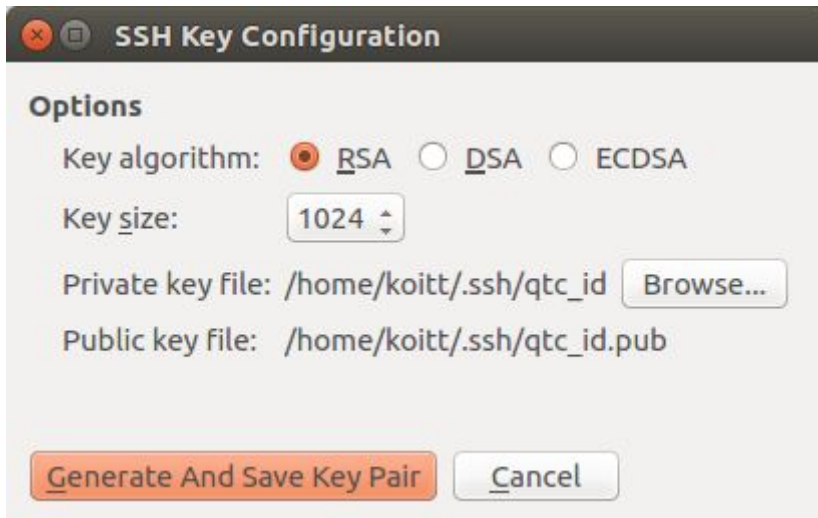 SSH Key Configuration
Options
Key algorithm: RSA DSA ECDSA
Key size: 1024
Private key file: /home/koitt/.ssh/qtc_id Browse...
Public key file: /home/koitt/.ssh/qtc_id.pub
Generate And Save Key Pair Cancel